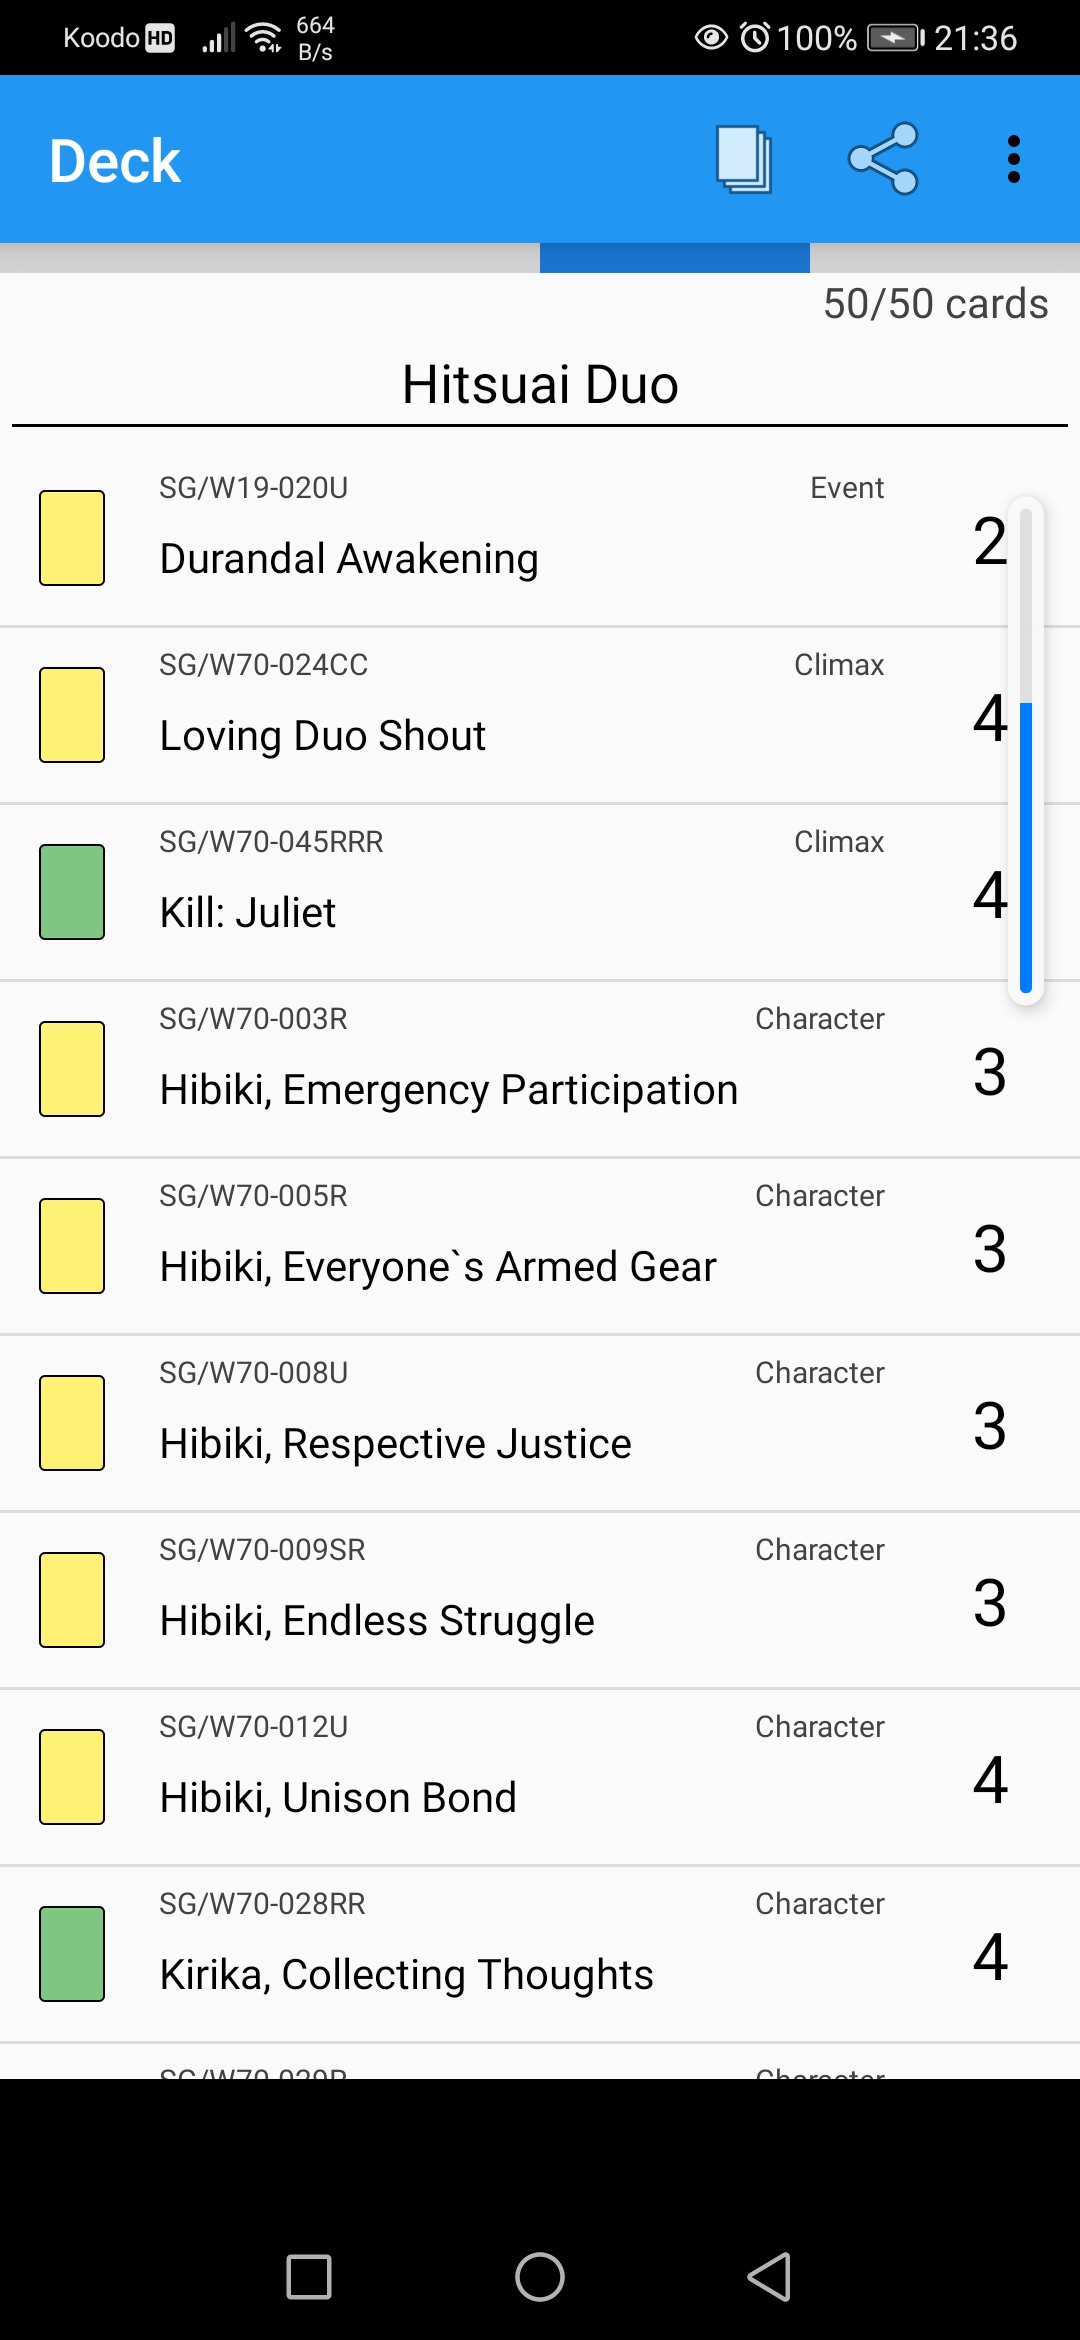 Koodo HD 664 B/s 100% 21:36
Deck
50/50 cards
Hitsuai Duo
SG/W19-020U Event
Durandal Awakening 2
SG/W70-024CC Climax
Loving Duo Shout 4
SG/W70-045RRR Climax
Kill: Juliet 4
SG/W70-003R Character
Hibiki, Emergency Participation 3
SG/W70-005R Character
Hibiki, Everyone`s Armed Gear 3
SG/W70-008U Character
Hibiki, Respective Justice 3
SG/W70-009SR Character
Hibiki, Endless Struggle 3
SG/W70-012U Character
Hibiki, Unison Bond 4
SG/W70-028RR Character
Kirika, Collecting Thoughts 4
Character